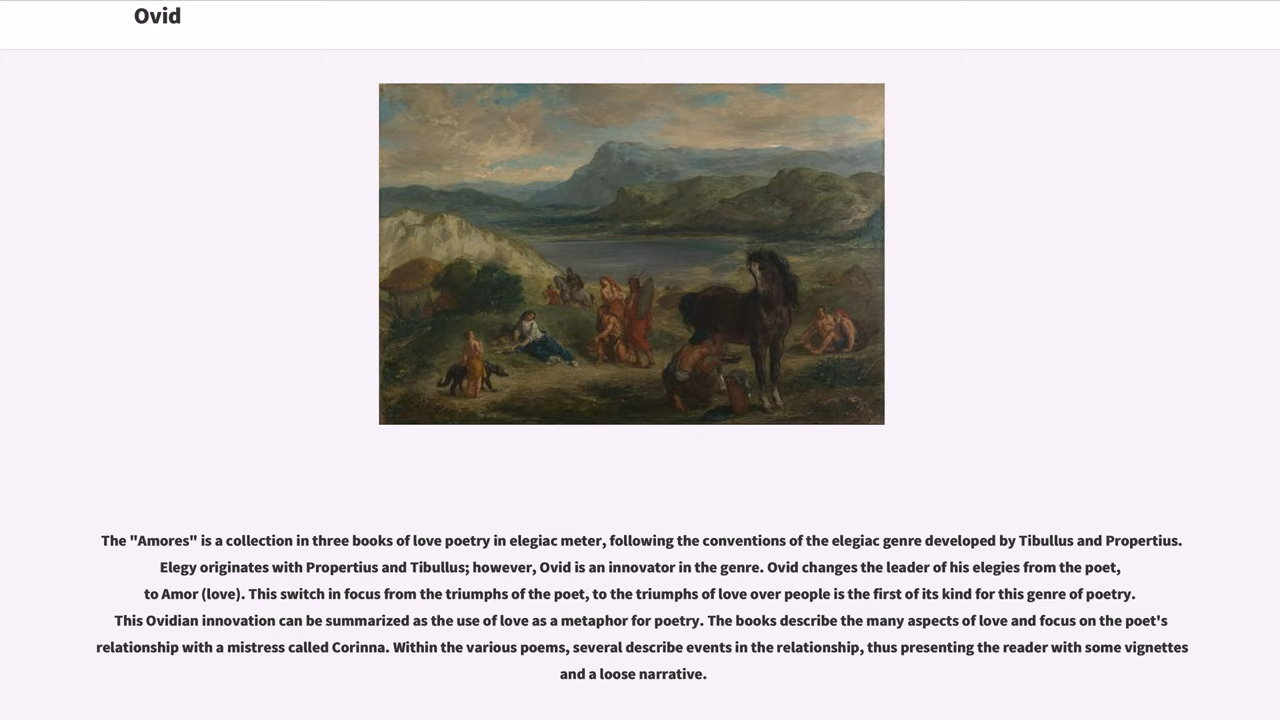 Ovid
The "Amores" is a collection in three books of love poetry in elegiac meter, following the conventions of the elegiac genre developed by Tibullus and Propertius.
Elegy originates with Propertius and Tibullus; however, Ovid is an innovator in the genre. Ovid changes the leader of his elegies from the poet,
to Amor (love). This switch in focus from the triumphs of the poet, to the triumphs of love over people is the first of its kind for this genre of poetry.
This Ovidian innovation can be summarized as the use of love as a metaphor for poetry. The books describe the many aspects of love and focus on the poet's
relationship with a mistress called Corinna. Within the various poems, several describe events in the relationship, thus presenting the reader with some vignettes
and a loose narrative.